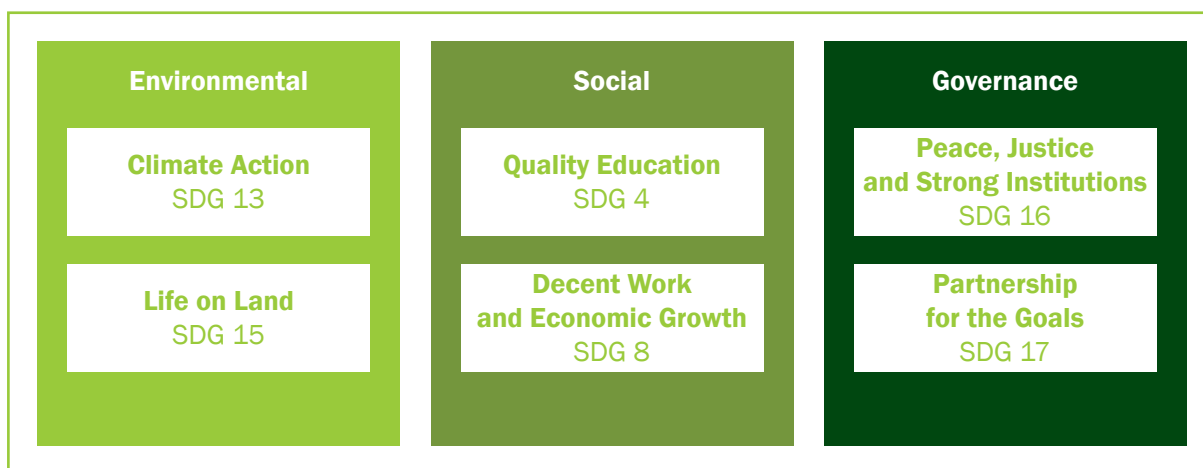 Environmental
Climate Action
SDG 13
Life on Land
SDG 15
Social
Quality Education
SDG 4
Decent Work
and Economic Growth
SDG 8
Governance
Peace, Justice
and Strong Institutions
SDG 16
Partnership
for the Goals
SDG 17